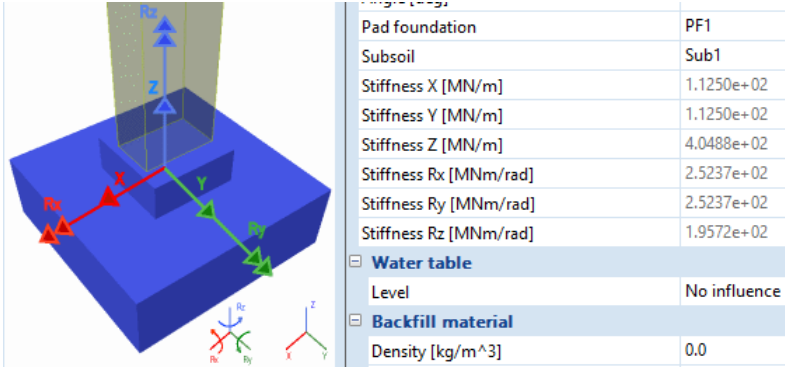 Rz
Z
X
Y
Rx
Ry
Rz
Rx
Ry
Z
X
Y
Pad foundation PF1
Subsoil Sub1
Stiffness X [MN/m] 1.1250e+02
Stiffness Y [MN/m] 1.1250e+02
Stiffness Z [MN/m] 4.0488e+02
Stiffness Rx [MNm/rad] 2.5237e+02
Stiffness Ry [MNm/rad] 2.5237e+02
Stiffness Rz [MNm/rad] 1.9572e+02
Water table
Level No influence
Backfill material
Density [kg/m^3] 0.0